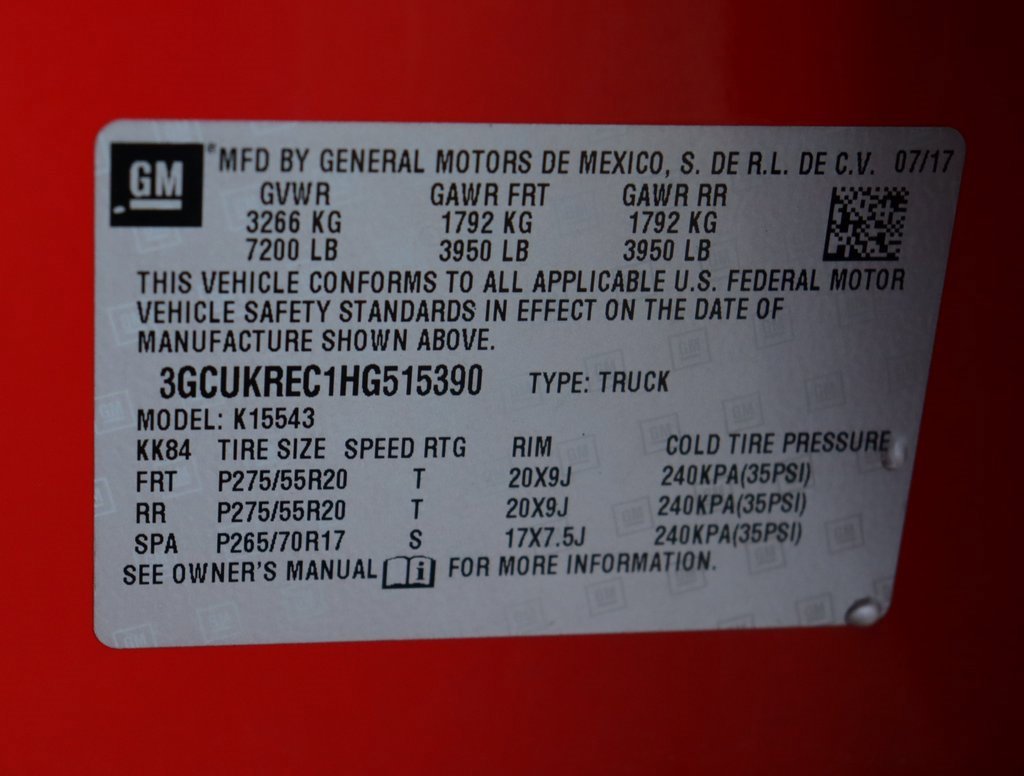 GM ® MFD BY GENERAL MOTORS DE MEXICO, S. DE R.L. DE C.V. 07/17
GVWR GAWR FRT GAWR RR
3266 KG 1792 KG 1792 KG
7200 LB 3950 LB 3950 LB
THIS VEHICLE CONFORMS TO ALL APPLICABLE U.S. FEDERAL MOTOR
VEHICLE SAFETY STANDARDS IN EFFECT ON THE DATE OF
MANUFACTURE SHOWN ABOVE.
3GCUKREC1HG515390 TYPE: TRUCK
MODEL: K15543
KK84 TIRE SIZE SPEED RTG RIM COLD TIRE PRESSURE
FRT P275/55R20 T 20X9J 240KPA(35PSI)
RR P275/55R20 T 20X9J 240KPA(35PSI)
SPA P265/70R17 S 17X7.5J 240KPA(35PSI)
SEE OWNER'S MANUAL i FOR MORE INFORMATION.